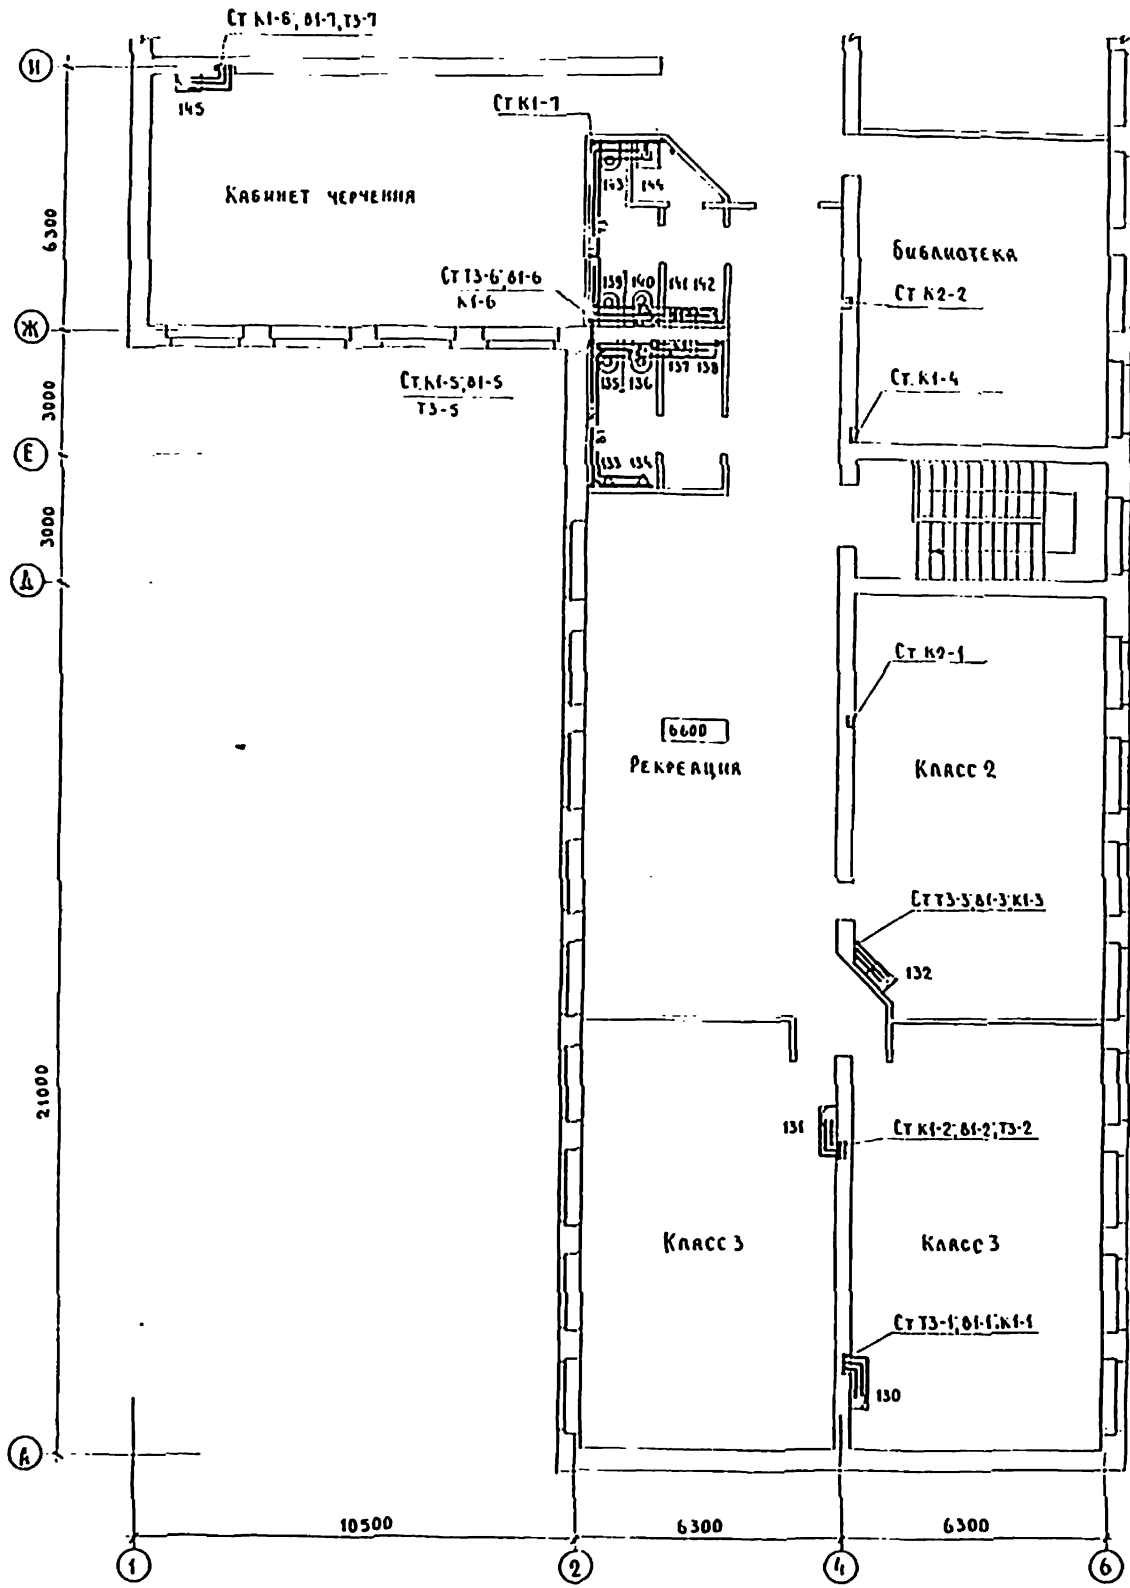 Ст К1-8, В1-7, Т3-7
И
145
Ст К1-7
143 144
Кабинет черчения
6300
Т3
Библиотека
Ст Т3-6; В1-6
К1-6
139 140 141 142
Ст К2-2
Ж
135 136 137 138
Ст. К1-5; В1-5
Т3-5
Ст. К1-4
3000
В1
Е
133 134
3000
Д
Ст К2-1
6600
Рекреация
Класс 2
Ст Т3-3; В1-3; К1-3
132
21000
131
Ст К1-2; В1-2; Т3-2
Класс 3
Класс 3
Ст Т3-1; В1-1; К1-1
130
А
10500
6300
6300
1
2
4
6